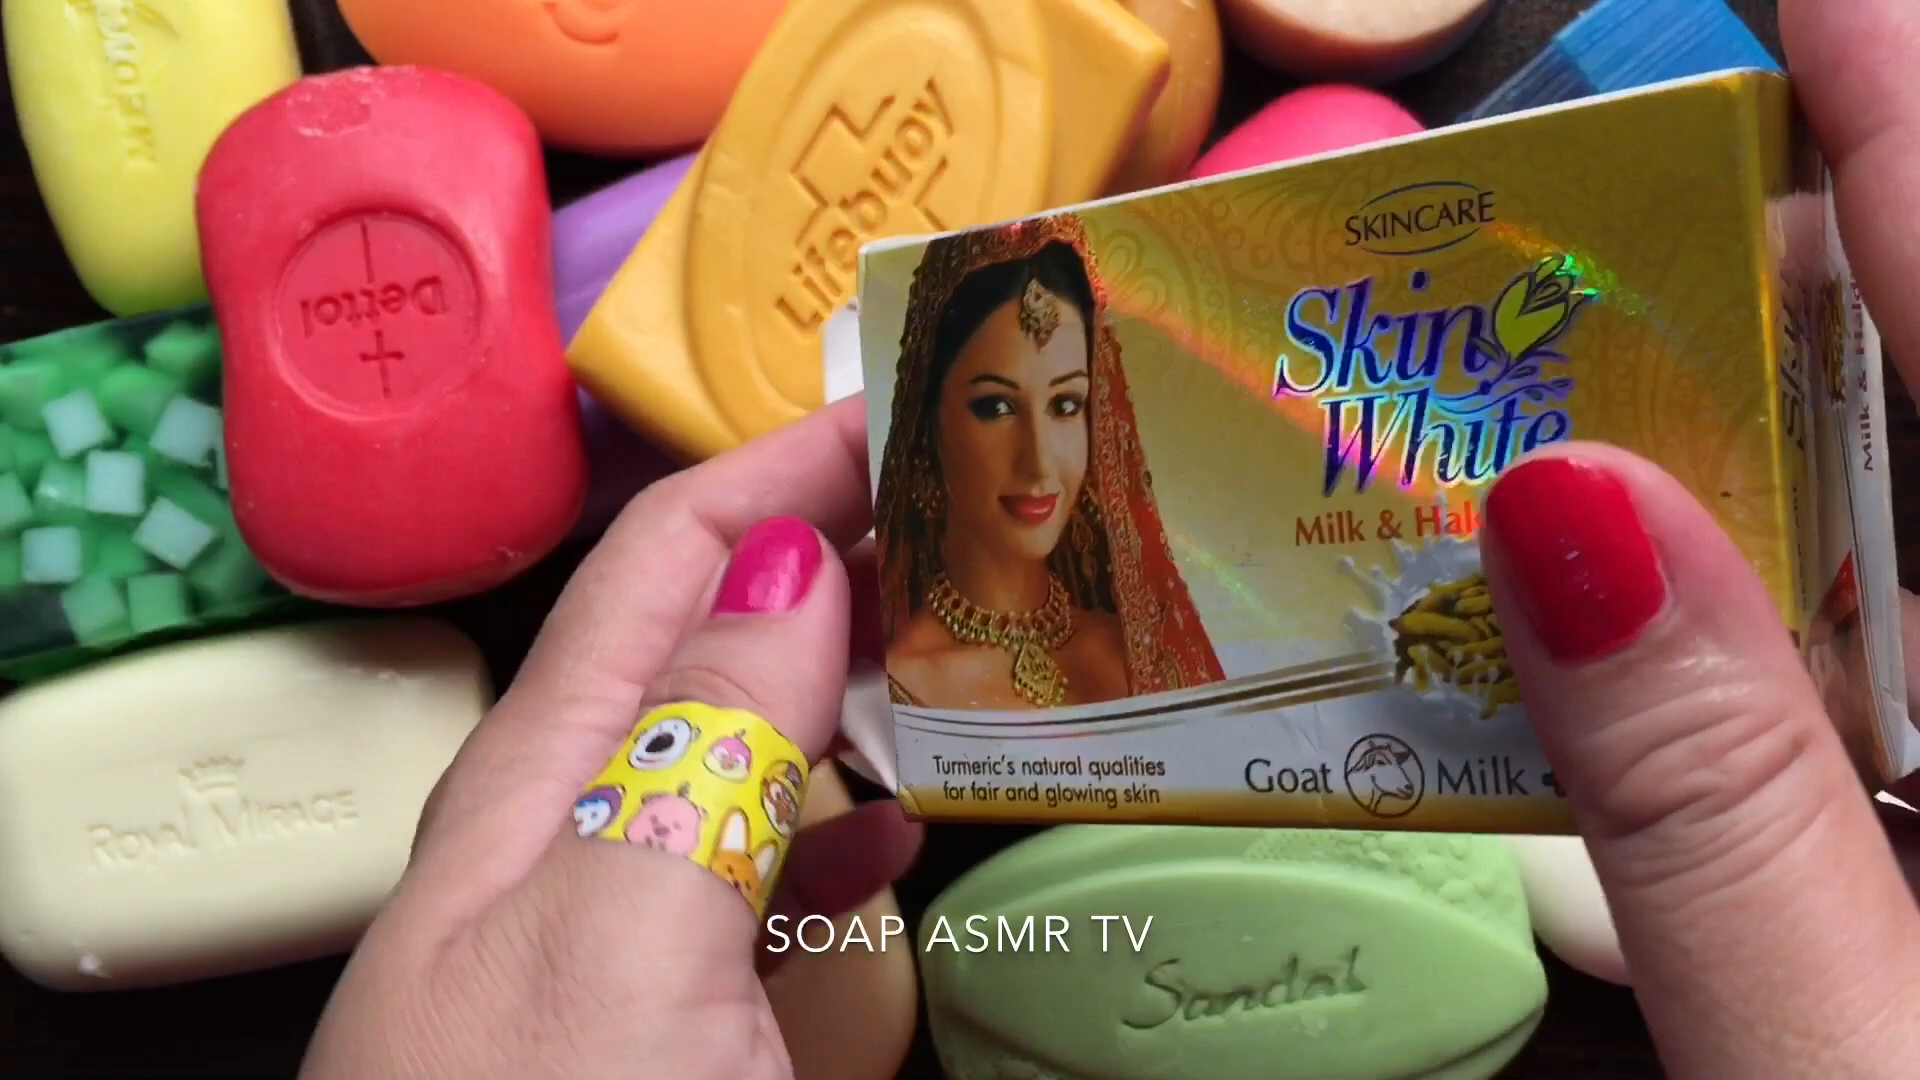 Dettol
Lifebuoy
SKINCARE
Skin
White
Milk &
Turmeric's natural qualities
for fair and glowing skin
Goat Milk
Milk &
ROYAL MIRAGE
SOAP ASMR TV
Sandal